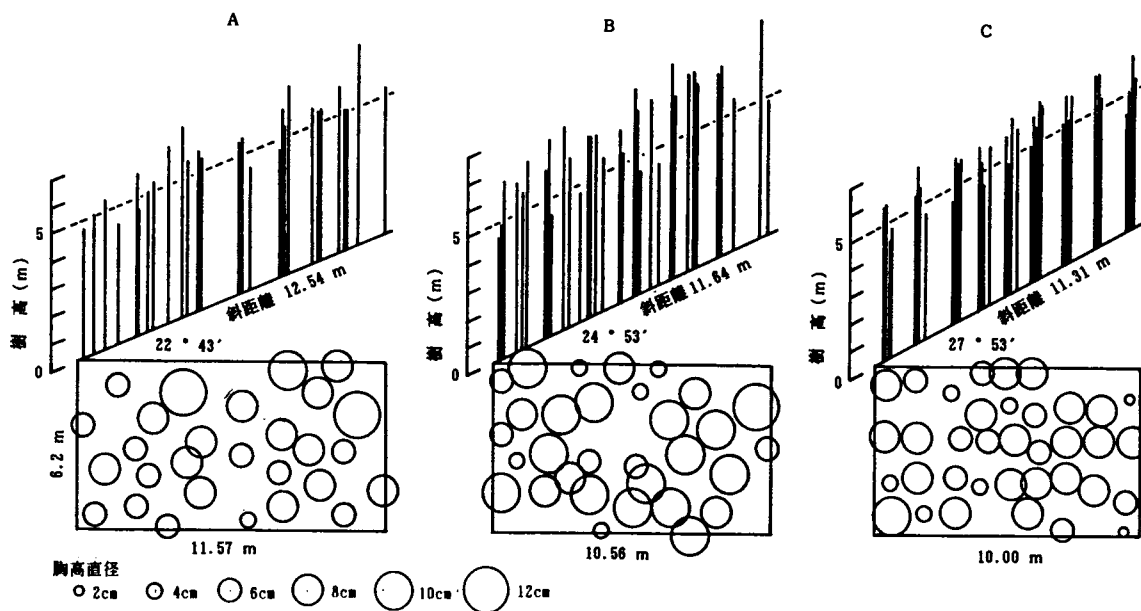 A
B
C
樹高(m)
5
0
斜距離 12.54 m
22°43′
6.2 m
11.57 m
樹高(m)
5
0
斜距離 11.64 m
24°53′
10.56 m
樹高(m)
5
0
斜距離 11.31 m
27°53′
10.00 m
胸高直径
2cm 4cm 6cm 8cm 10cm 12cm